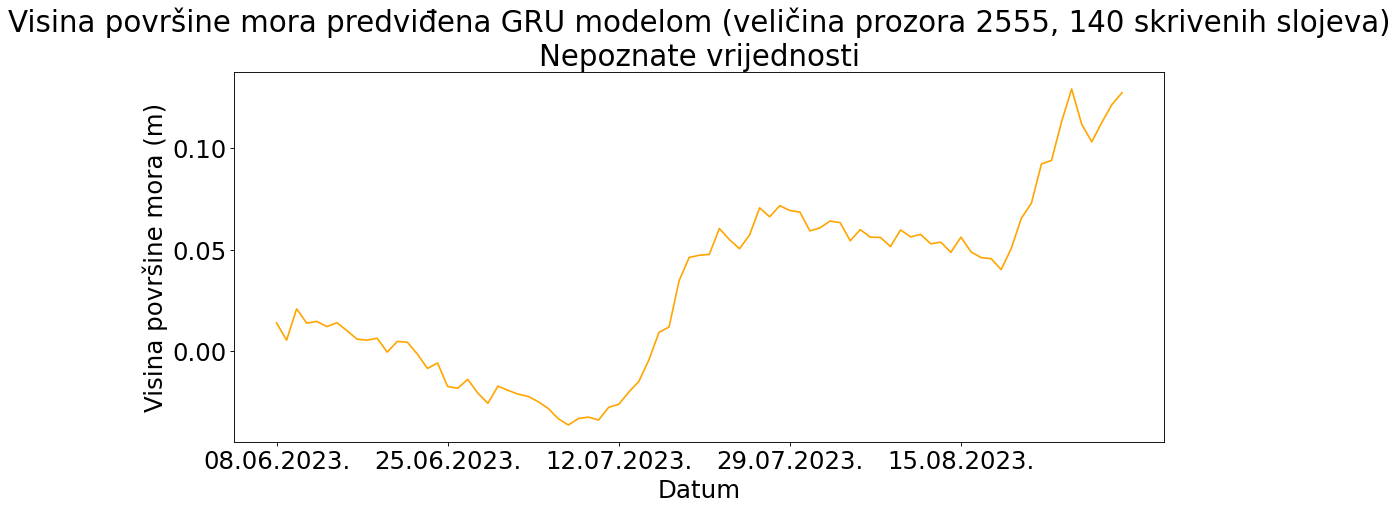 Visina površine mora predviđena GRU modelom (veličina prozora 2555, 140 skrivenih slojeva)
Nepoznate vrijednosti
Visina površine mora (m)
0.10
0.05
0.00
08.06.2023.
25.06.2023.
12.07.2023.
29.07.2023.
15.08.2023.
Datum